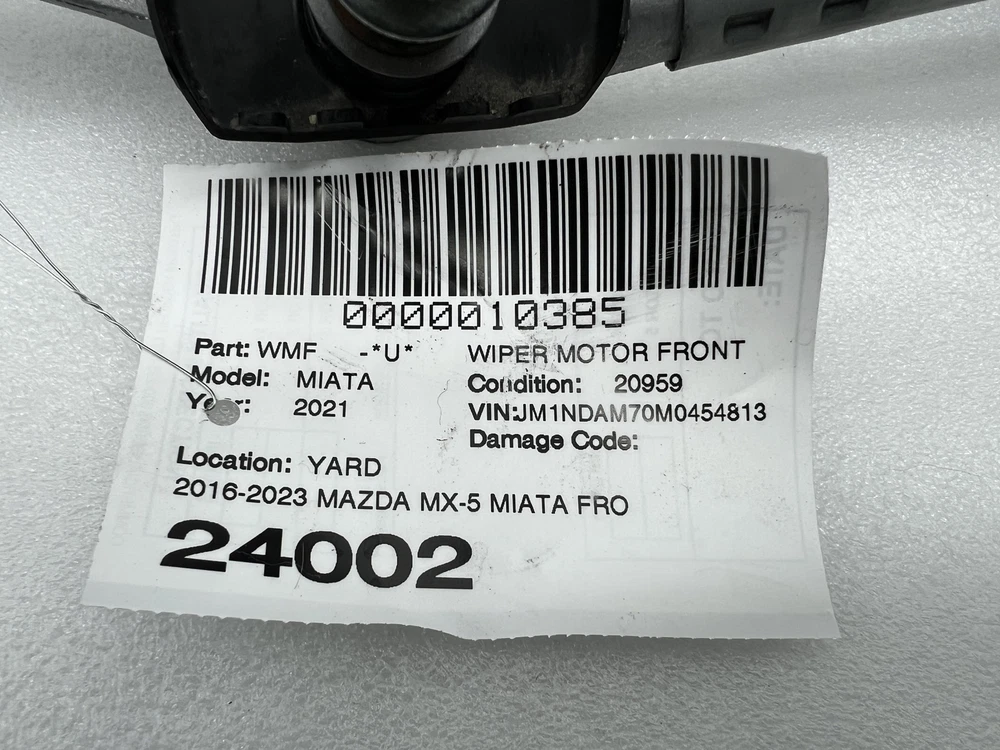 0000010385
Part: WMF -*U* WIPER MOTOR FRONT
Model: MIATA Condition: 20959
Year: 2021 VIN:JM1NDAM70M0454813
Damage Code:
Location: YARD
2016-2023 MAZDA MX-5 MIATA FRO
24002